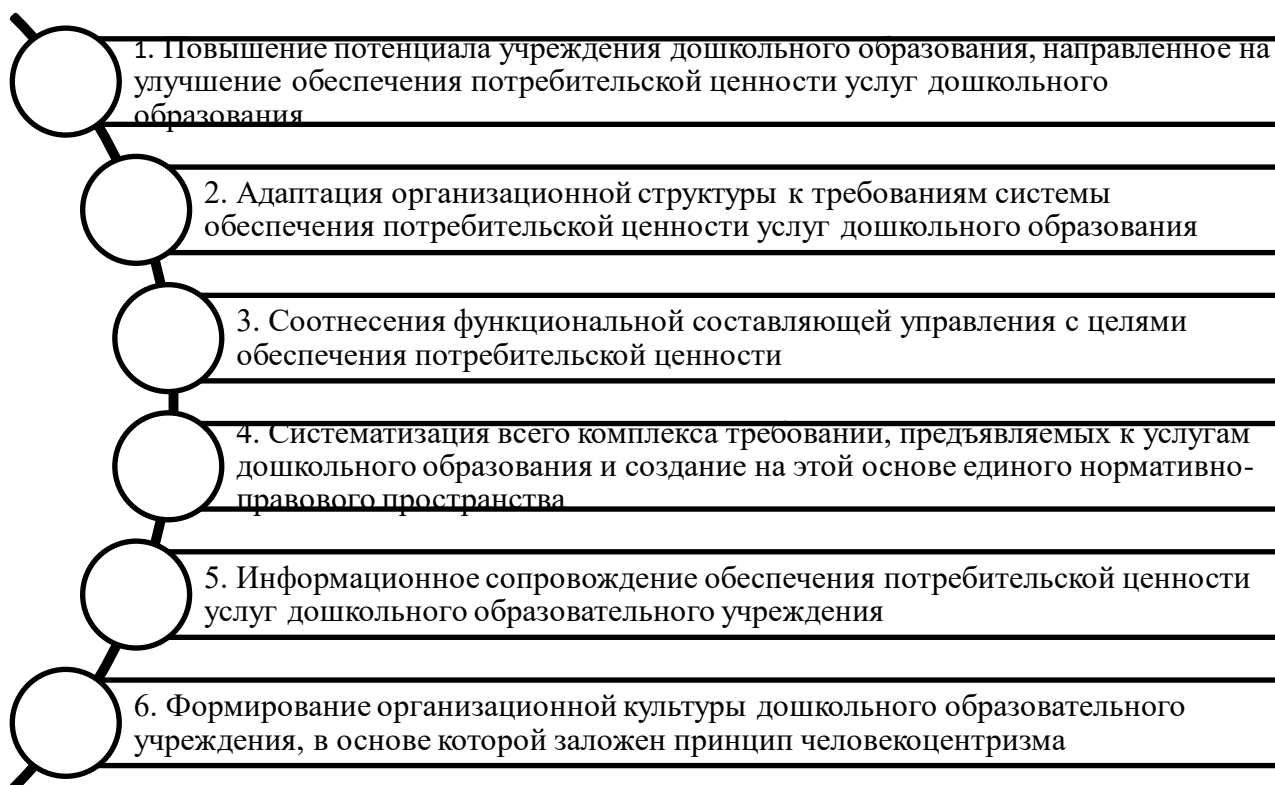 1. Повышение потенциала учреждения дошкольного образования, направленное на
улучшение обеспечения потребительской ценности услуг дошкольного
образования
2. Адаптация организационной структуры к требованиям системы
обеспечения потребительской ценности услуг дошкольного образования
3. Соотнесения функциональной составляющей управления с целями
обеспечения потребительской ценности
4. Систематизация всего комплекса требований, предъявляемых к услугам
дошкольного образования и создание на этой основе единого нормативно-
правового пространства
5. Информационное сопровождение обеспечения потребительской ценности
услуг дошкольного образовательного учреждения
6. Формирование организационной культуры дошкольного образовательного
учреждения, в основе которой заложен принцип человекоцентризма